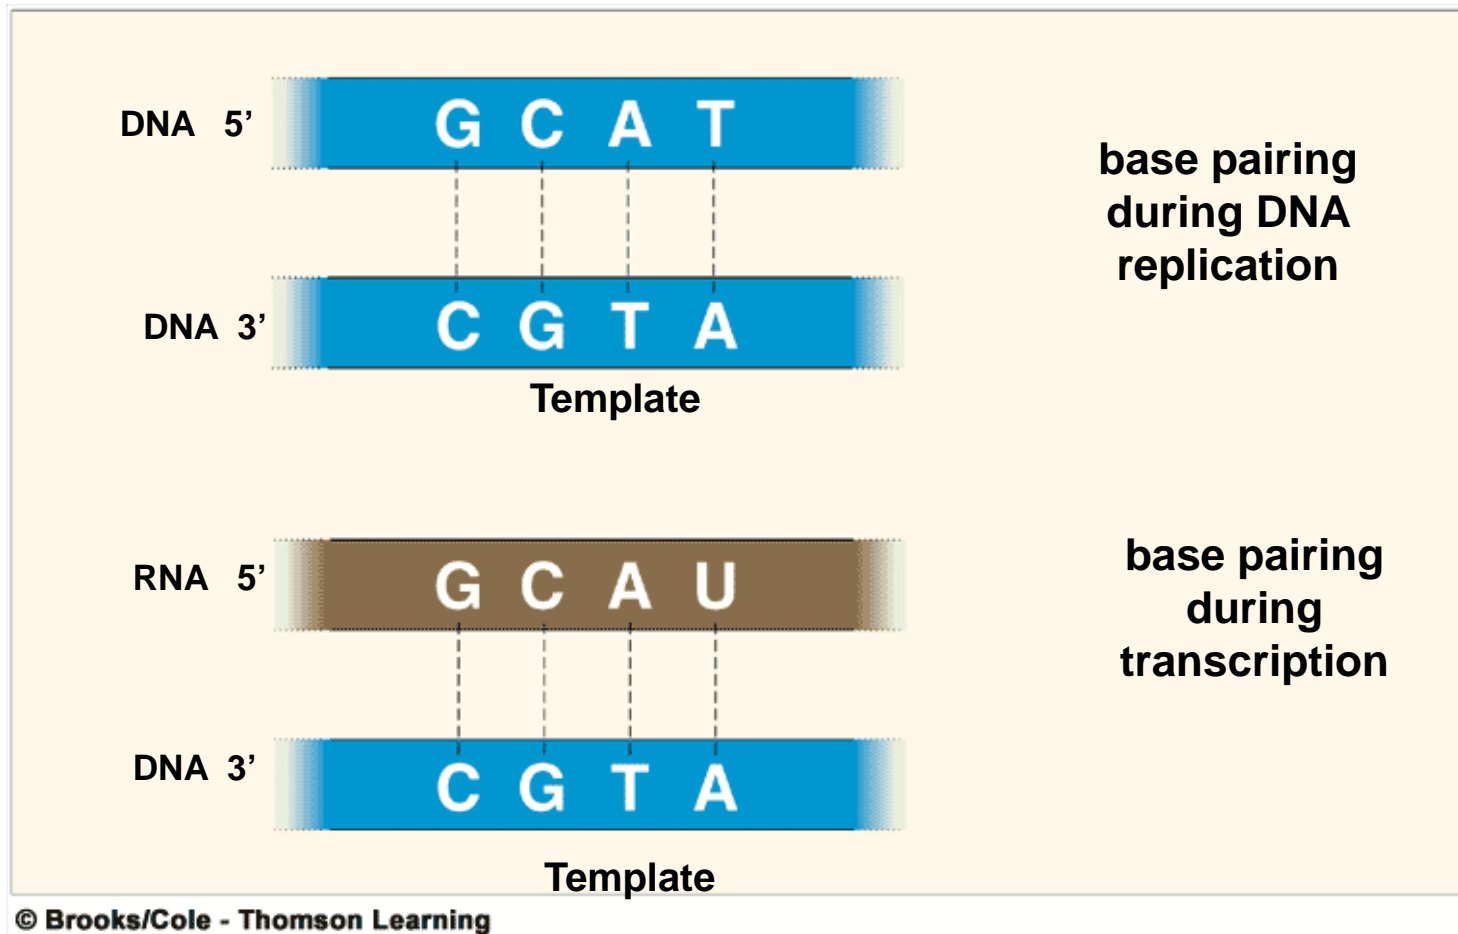 DNA 5’ G C A T
base pairing
during DNA
replication
DNA 3’ C G T A
Template
RNA 5’ G C A U
base pairing
during
transcription
DNA 3’ C G T A
Template
© Brooks/Cole - Thomson Learning